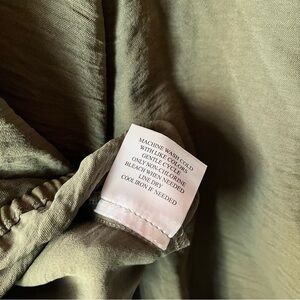 MACHINE WASH COLD
WITH LIKE COLORS
GENTLE CYCLE
ONLY NON-CHLORINE
BLEACH WHEN NEEDED
LINE DRY
COOL IRON IF NEEDED